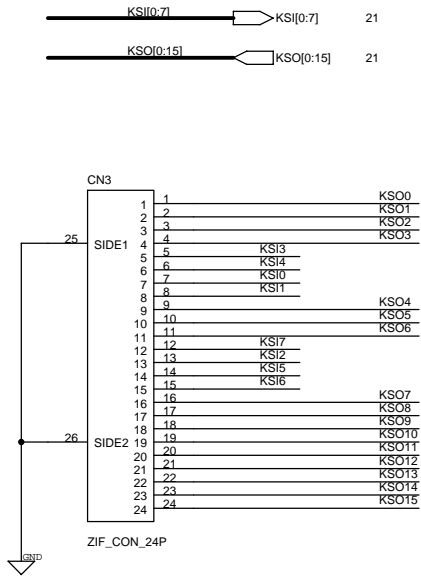 KSI[0:7] KSI[0:7] 21
KSO[0:15] KSO[0:15] 21
CN3
1 1 KSO0
2 2 KSO1
3 3 KSO2
25 SIDE1 4 4 KSO3
5 5 KSI3
6 6 KSI4
7 7 KSI0
8 8 KSI1
9 9 KSO4
10 10 KSO5
11 11 KSO6
12 12 KSI7
13 13 KSI2
14 14 KSI5
15 15 KSI6
16 16 KSO7
17 17 KSO8
18 18 KSO9
26 SIDE2 19 19 KSO10
20 20 KSO11
21 21 KSO12
22 22 KSO13
23 23 KSO14
24 24 KSO15
ZIF_CON_24P
GND